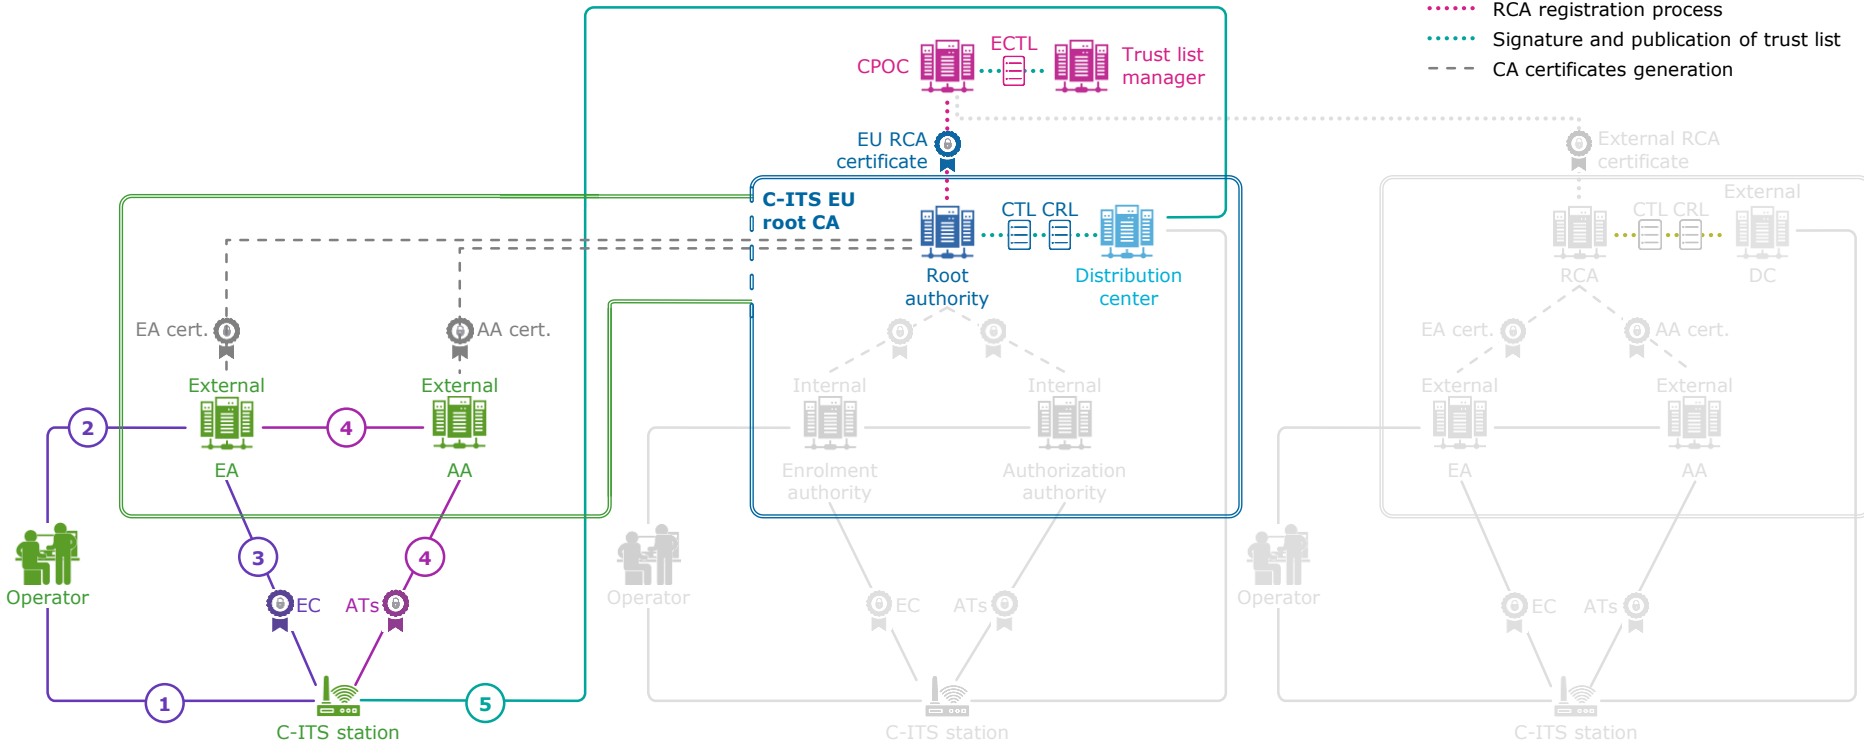 RCA registration process
Signature and publication of trust list
CA certificates generation
CPOC
ECTL
Trust list
manager
EU RCA
certificate
External RCA
certificate
C-ITS EU
root CA
CTL CRL
Root
authority
Distribution
center
External
CTL CRL
RCA
DC
EA cert.
AA cert.
EA cert.
AA cert.
External
External
Internal
Internal
External
External
2
4
EA
AA
Enrolment
authority
Authorization
authority
EA
AA
3
4
Operator
EC
ATs
Operator
EC
ATs
Operator
EC
ATs
1
5
C-ITS station
C-ITS station
C-ITS station